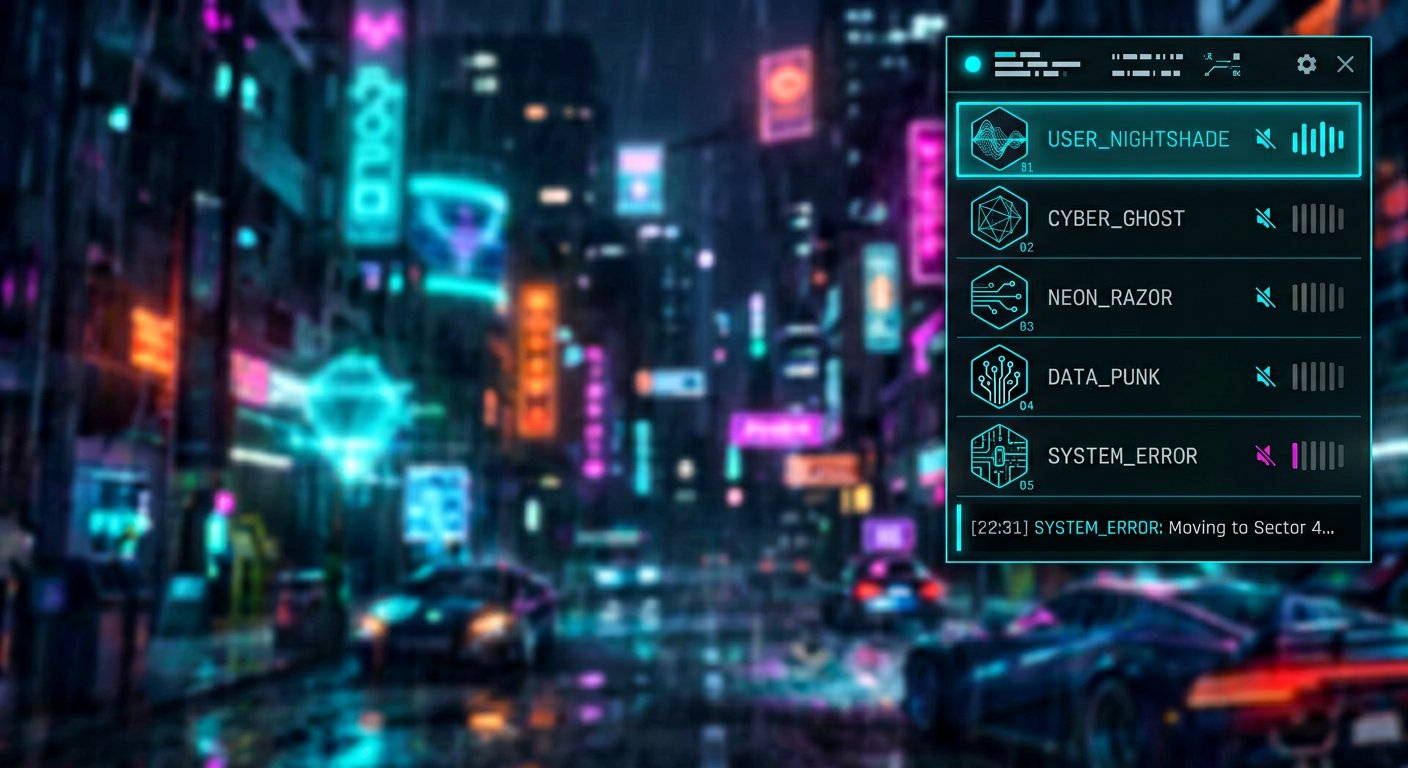 USER_NIGHTSHADE
01
CYBER_GHOST
02
NEON_RAZOR
03
DATA_PUNK
04
SYSTEM_ERROR
05
[22:31] SYSTEM_ERROR: Moving to Sector 4...